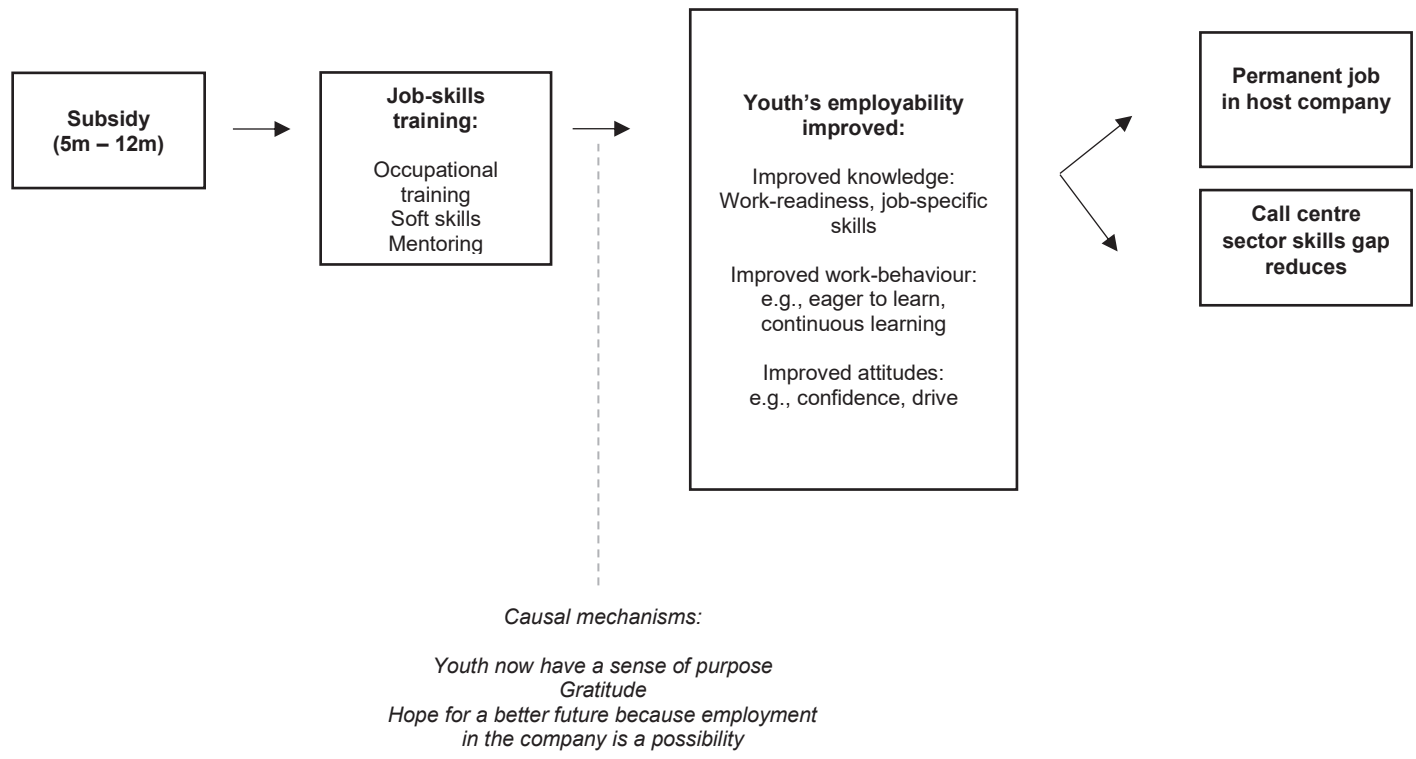 Subsidy
(5m – 12m)
Job-skills
training:
Occupational
training
Soft skills
Mentoring
Youth's employability
improved:
Improved knowledge:
Work-readiness, job-specific
skills
Improved work-behaviour:
e.g., eager to learn,
continuous learning
Improved attitudes:
e.g., confidence, drive
Permanent job
in host company
Call centre
sector skills gap
reduces
Causal mechanisms:
Youth now have a sense of purpose
Gratitude
Hope for a better future because employment
in the company is a possibility